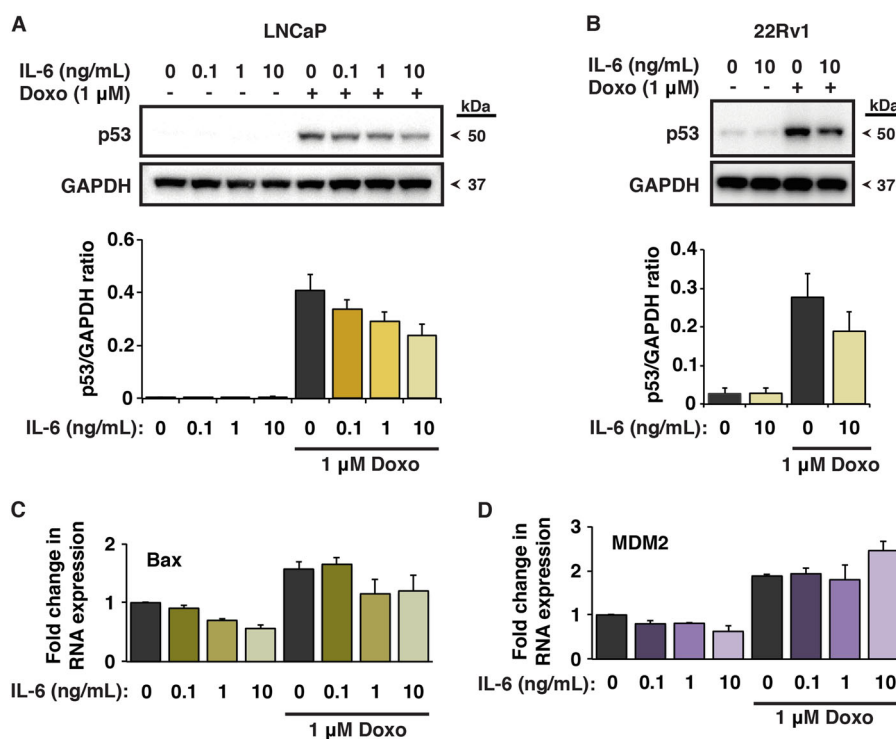 A
LNCaP
IL-6 (ng/mL) 0 0.1 1 10 0 0.1 1 10
Doxo (1 µM) - - - - + + + +
kDa
p53 < 50
GAPDH < 37
p53/GAPDH ratio
0.6
0.4
0.2
0
IL-6 (ng/mL): 0 0.1 1 10 0 0.1 1 10
1 µM Doxo
B
22Rv1
IL-6 (ng/mL) 0 10 0 10
Doxo (1 µM) - - + +
kDa
p53 < 50
GAPDH < 37
p53/GAPDH ratio
0.4
0.3
0.2
0.1
0
IL-6 (ng/mL): 0 10 0 10
1 µM Doxo
C
Bax
Fold change in
RNA expression
2
1
0
IL-6 (ng/mL): 0 0.1 1 10 0 0.1 1 10
1 µM Doxo
D
MDM2
Fold change in
RNA expression
3
2
1
0
IL-6 (ng/mL): 0 0.1 1 10 0 0.1 1 10
1 µM Doxo